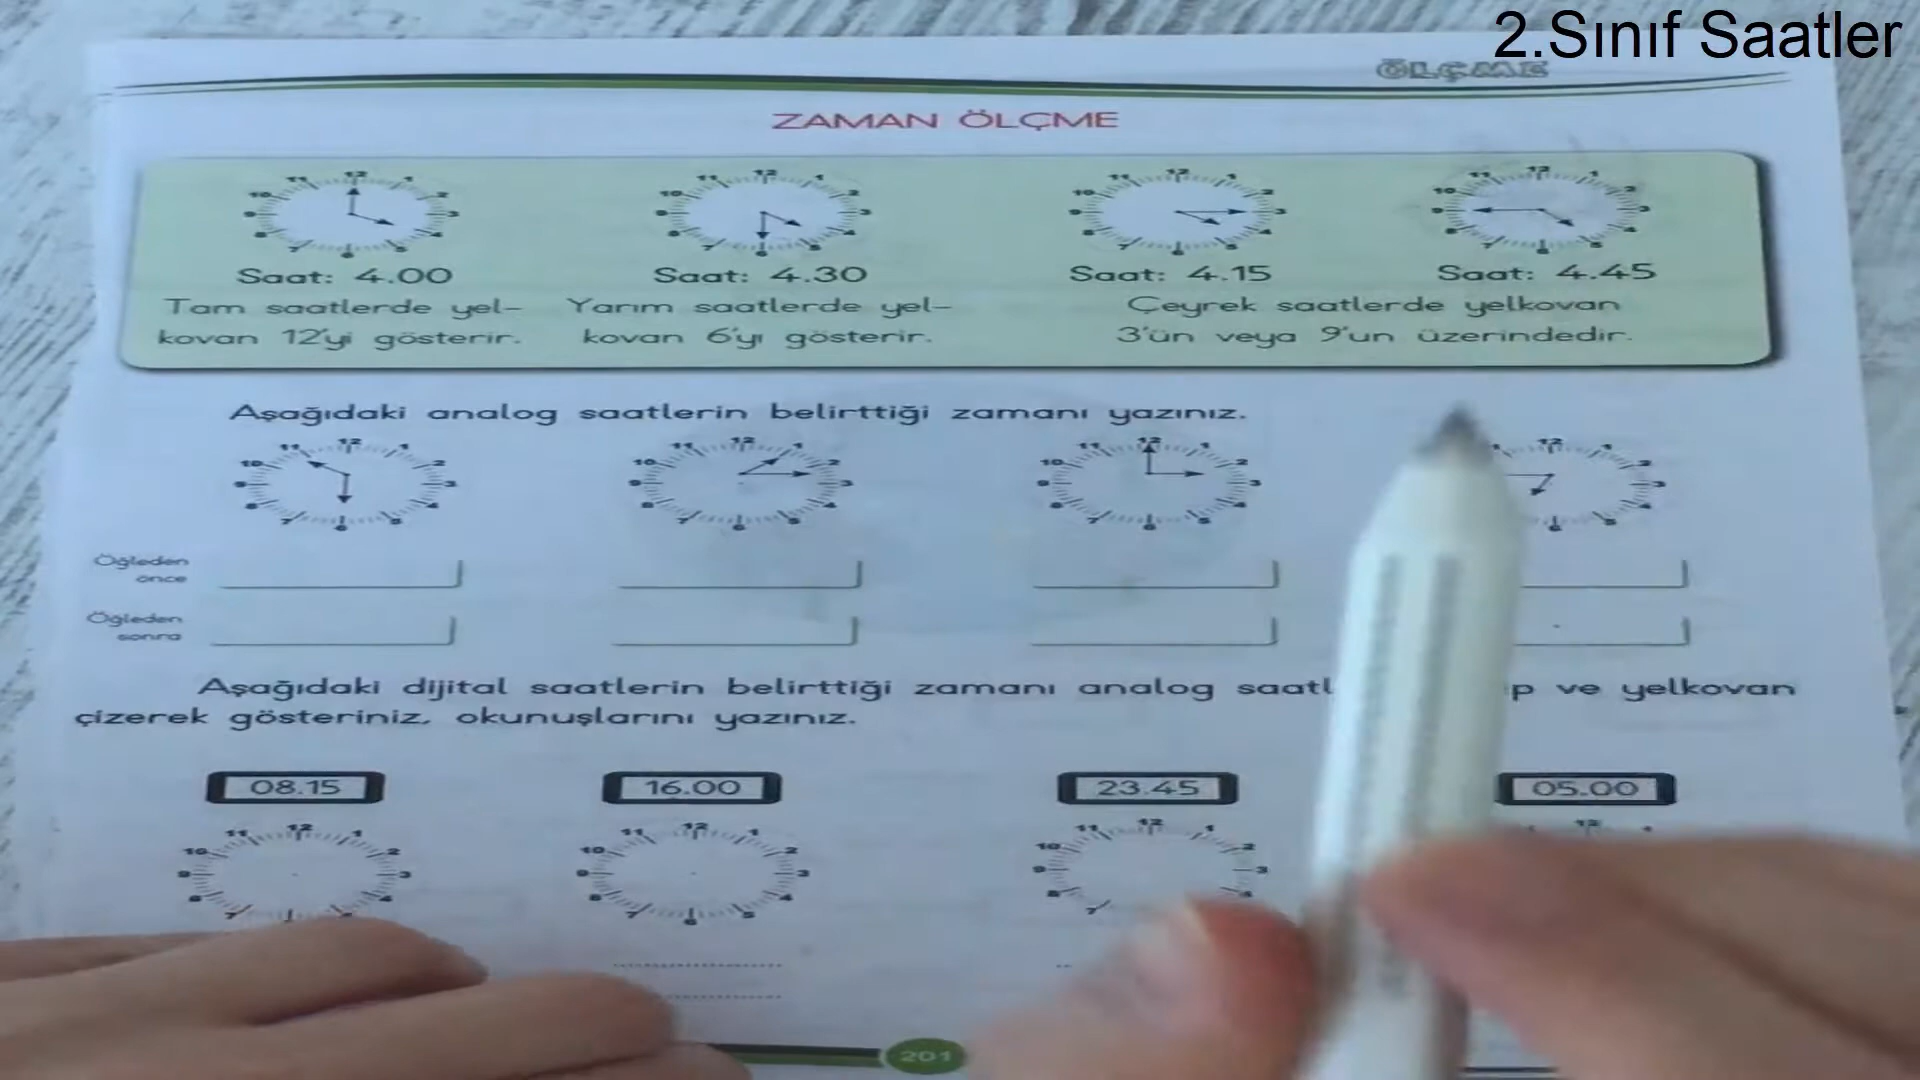 2.Sınıf Saatler
ÖLÇME
ZAMAN ÖLÇME
Saat: 4.00
Tam saatlerde yel-
kovan 12'yi gösterir.
Saat: 4.30
Yarım saatlerde yel-
kovan 6'yı gösterir.
Saat: 4.15 Saat: 4.45
Çeyrek saatlerde yelkovan
3'ün veya 9'un üzerindedir.
Aşağıdaki analog saatlerin belirttiği zamanı yazınız.
Öğleden
önce
Öğleden
sonra
Aşağıdaki dijital saatlerin belirttiği zamanı analog saatl p ve yelkovan
çizerek gösteriniz, okunuşlarını yazınız.
08.15 16.00 23.45 05.00
201